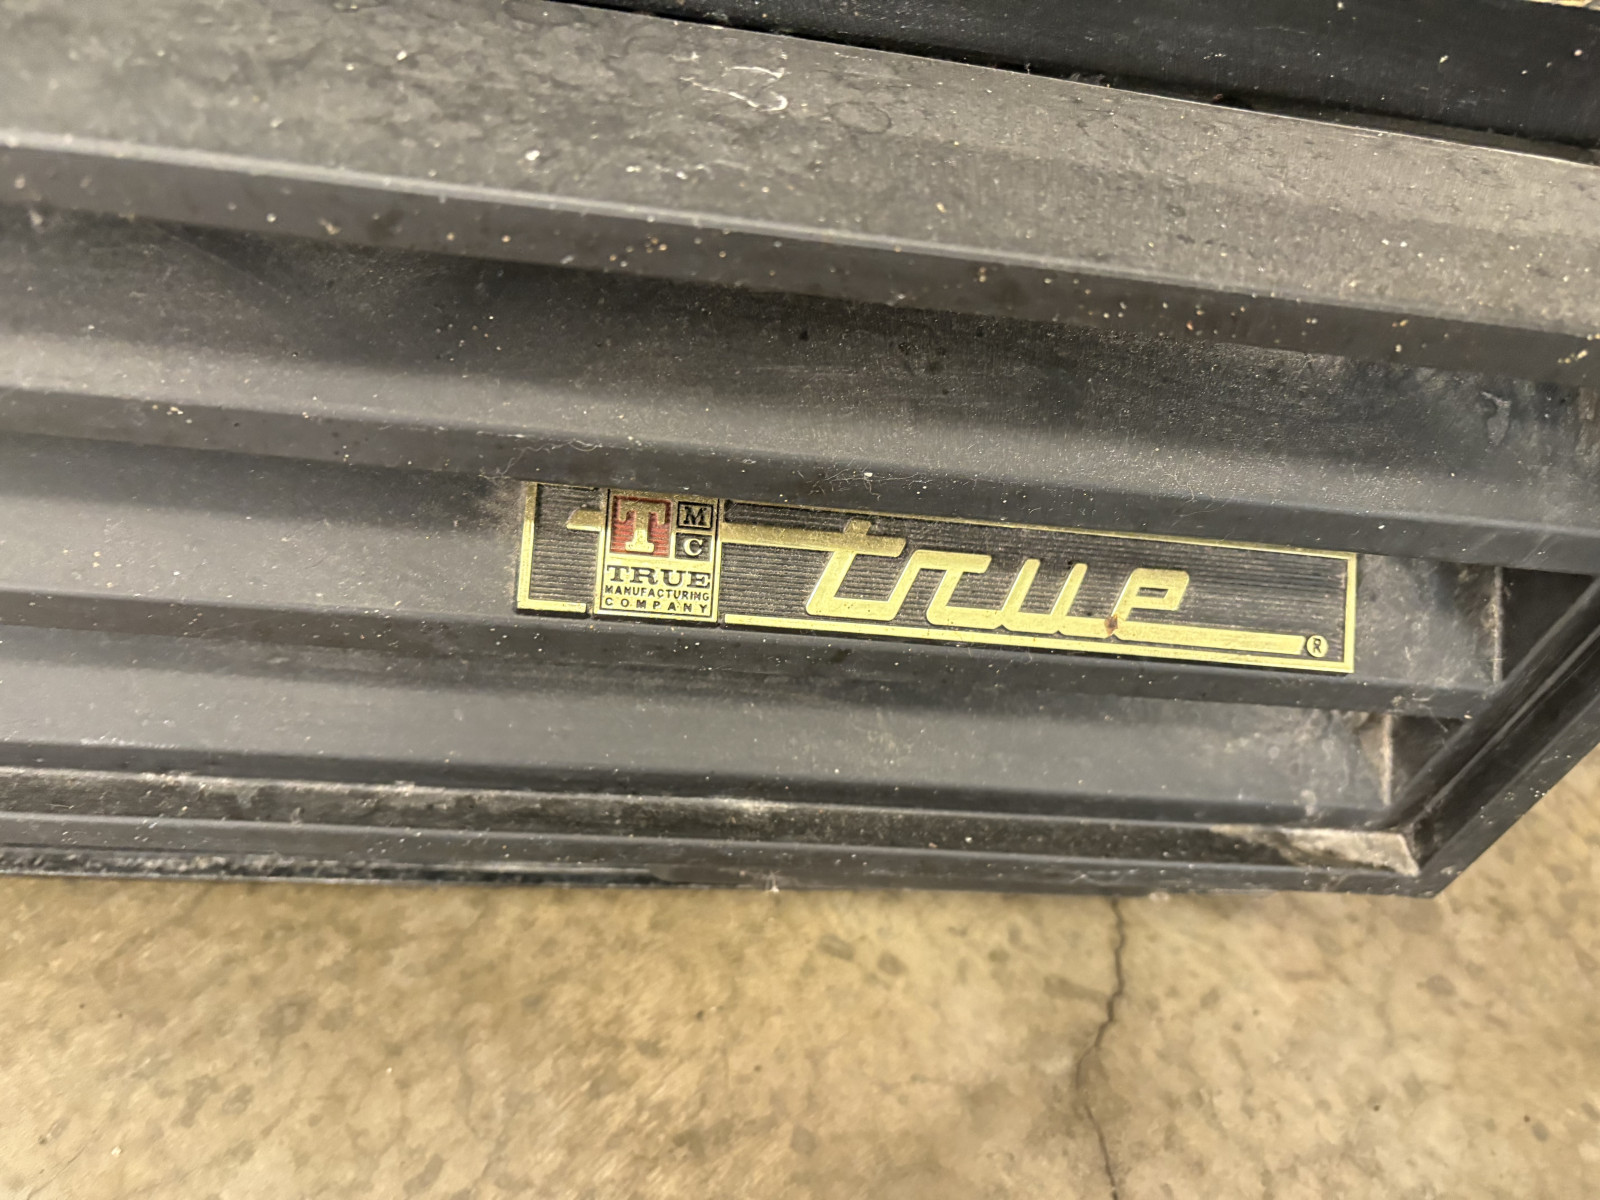 T M
C
TRUE
MANUFACTURING
COMPANY
true ®